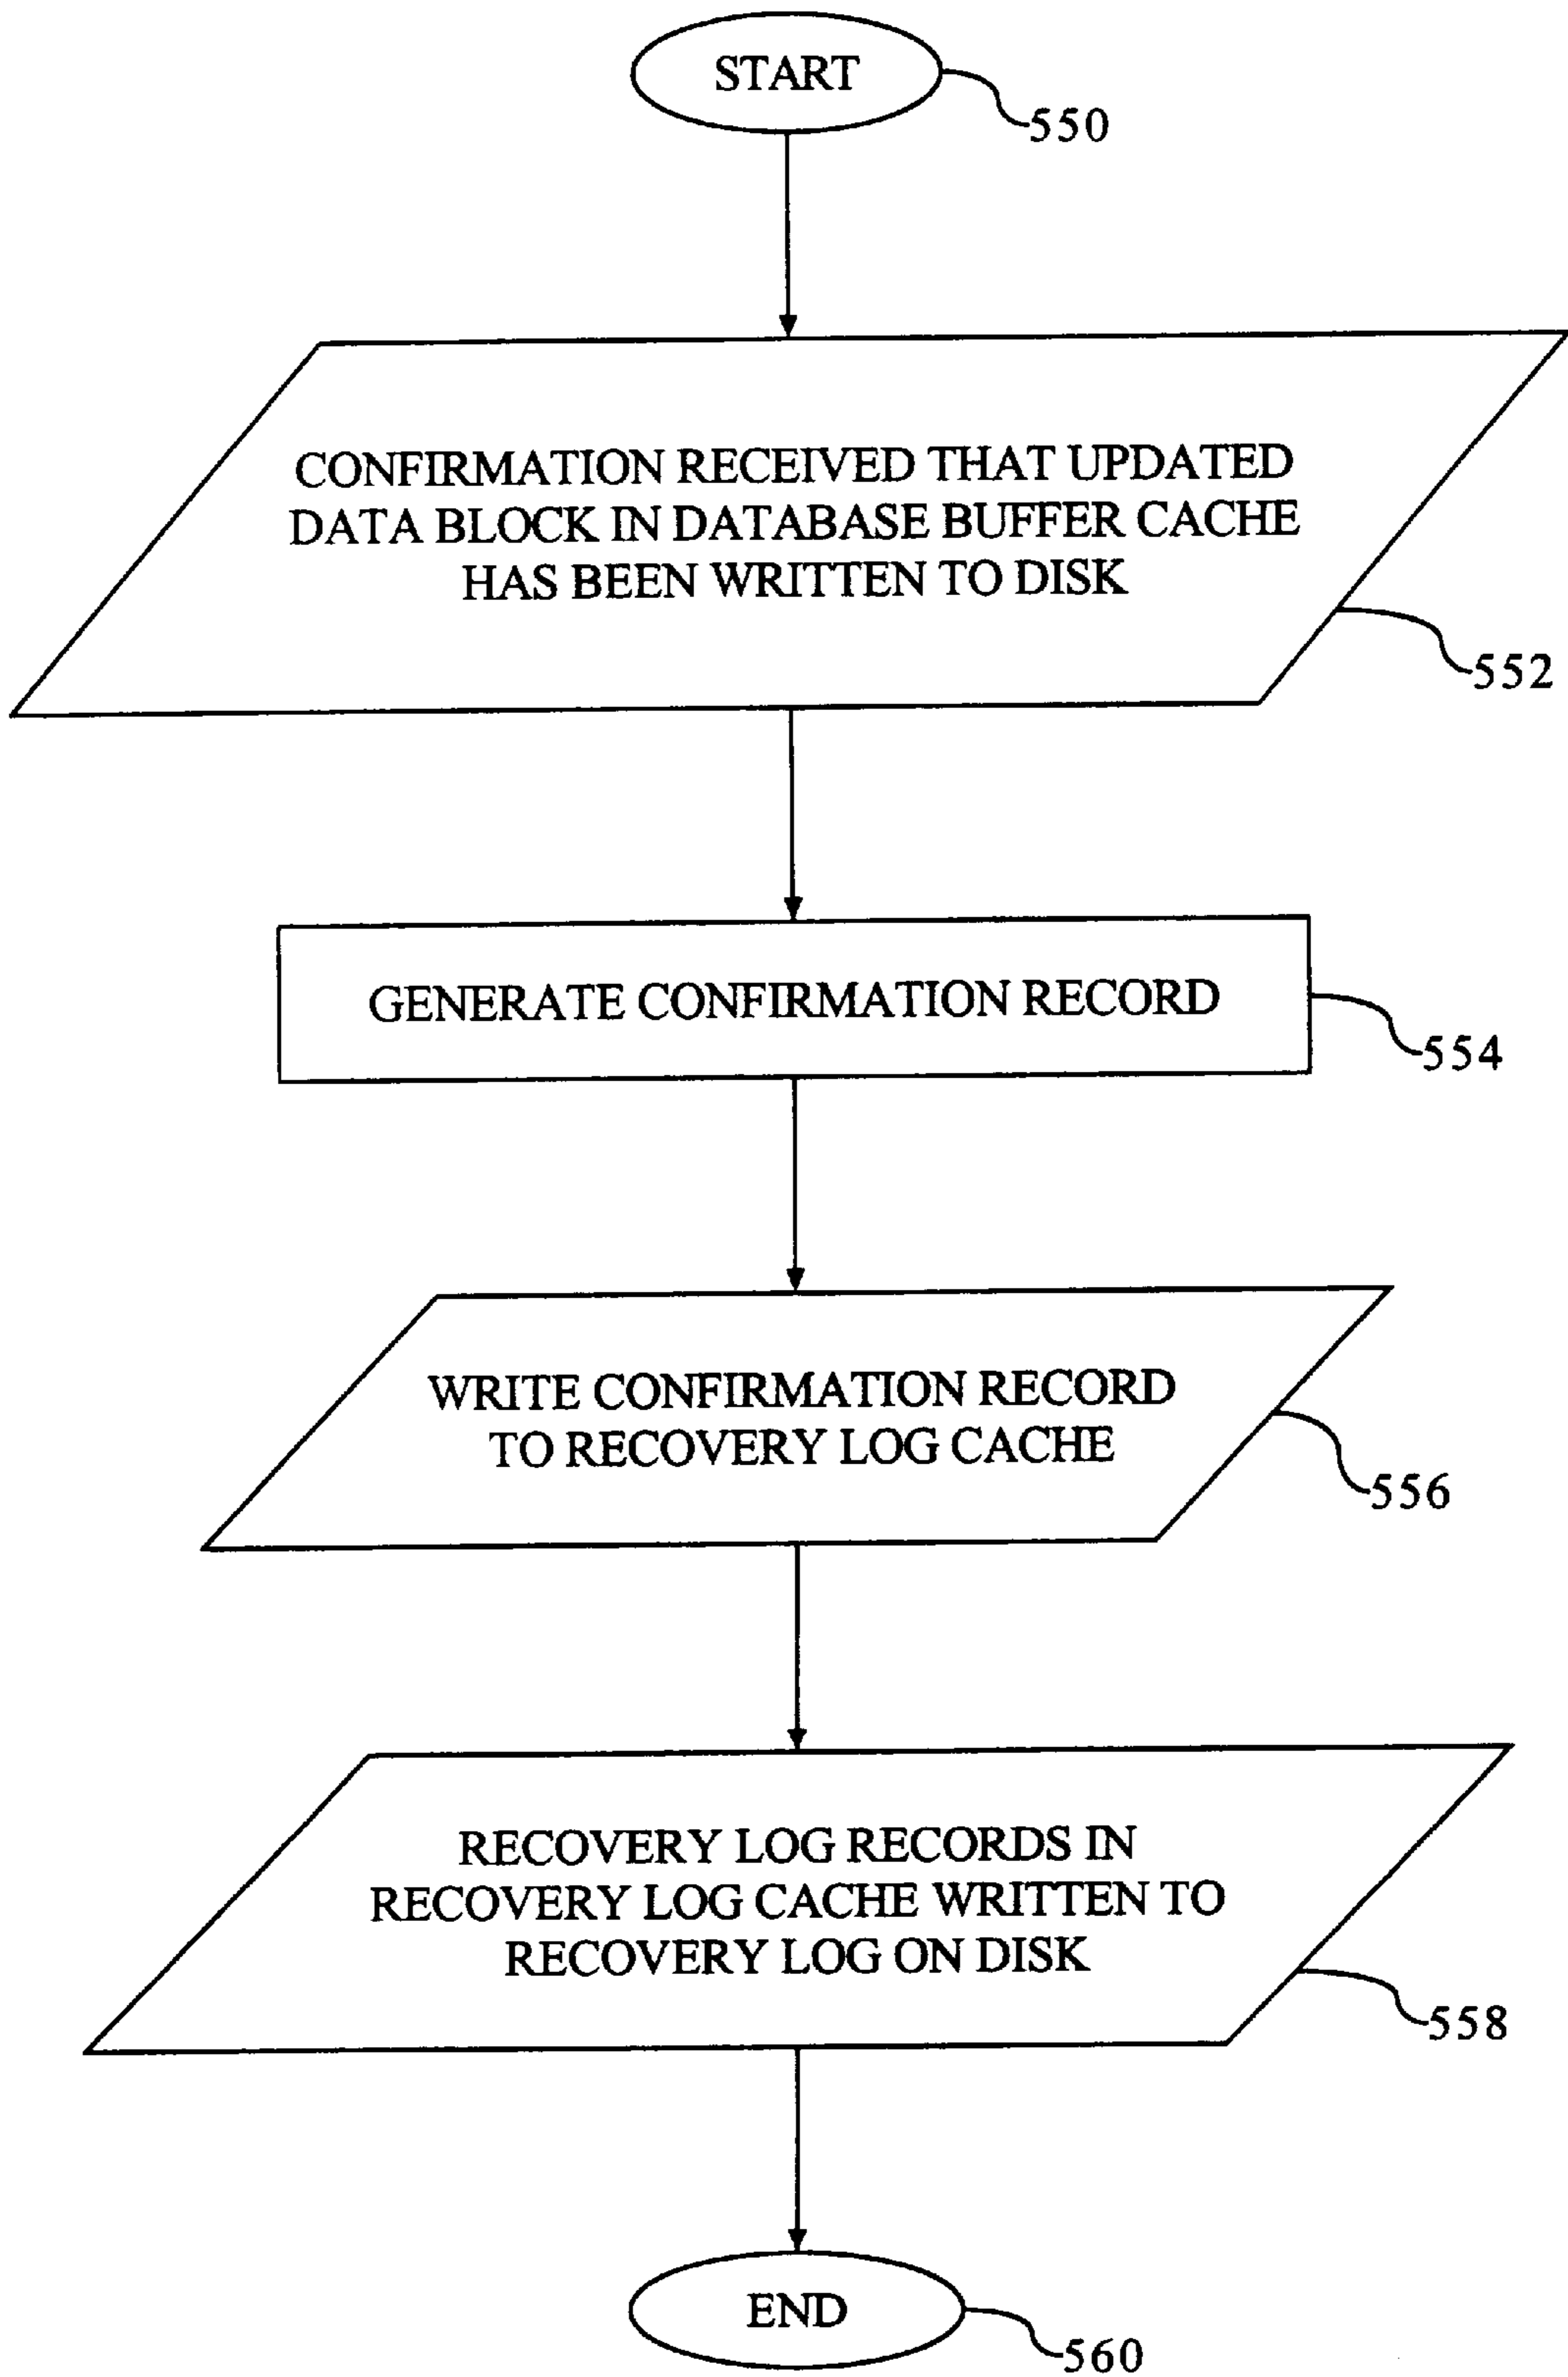 START
550
CONFIRMATION RECEIVED THAT UPDATED
DATA BLOCK IN DATABASE BUFFER CACHE
HAS BEEN WRITTEN TO DISK
552
GENERATE CONFIRMATION RECORD
554
WRITE CONFIRMATION RECORD
TO RECOVERY LOG CACHE
556
RECOVERY LOG RECORDS IN
RECOVERY LOG CACHE WRITTEN TO
RECOVERY LOG ON DISK
558
END
560